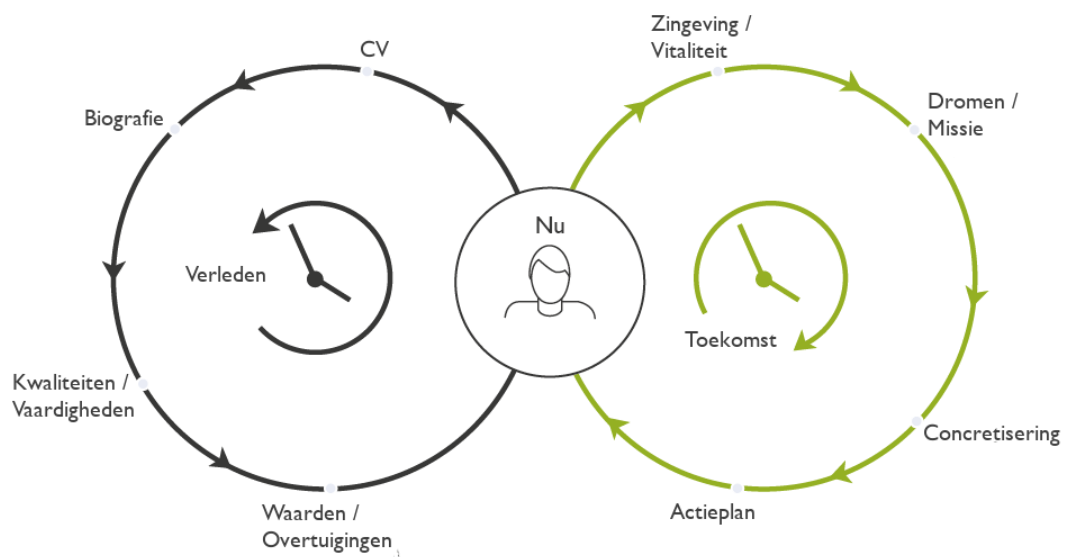 CV
Biografie
Verleden
Kwaliteiten /
Vaardigheden
Waarden /
Overtuigingen
Nu
Zingeving /
Vitaliteit
Dromen /
Missie
Toekomst
Concretisering
Actieplan